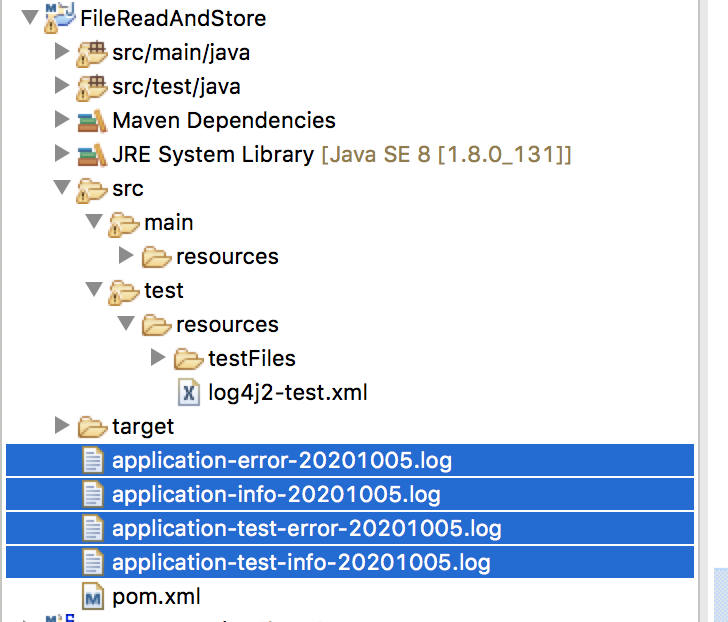 FileReadAndStore
src/main/java
src/test/java
Maven Dependencies
JRE System Library [Java SE 8 [1.8.0_131]]
src
main
resources
test
resources
testFiles
log4j2-test.xml
target
application-error-20201005.log
application-info-20201005.log
application-test-error-20201005.log
application-test-info-20201005.log
pom.xml